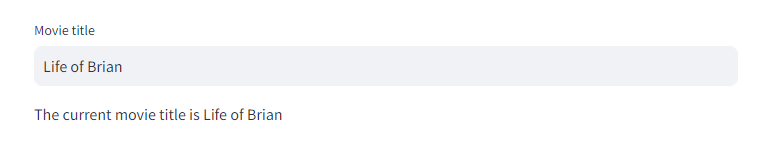 Movie title
Life of Brian
The current movie title is Life of Brian